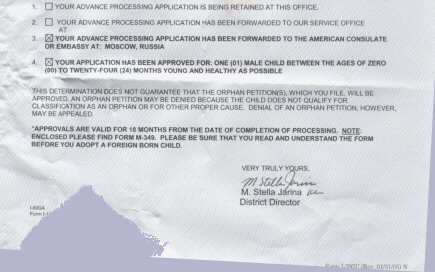 1. YOUR ADVANCE PROCESSING APPLICATION IS BEING RETAINED AT THIS OFFICE.
2. YOUR ADVANCE PROCESSING APPLICATION HAS BEEN FORWARDED TO OUR SERVICE OFFICE
AT
3. YOUR ADVANCE PROCESSING APPLICATION HAS BEEN FORWARDED TO THE AMERICAN CONSULATE
OR EMBASSY AT: MOSCOW, RUSSIA
4. YOUR APPLICATION HAS BEEN APPROVED FOR: ONE (01) MALE CHILD BETWEEN THE AGES OF ZERO
(00) TO TWENTY-FOUR (24) MONTHS YOUNG AND HEALTHY AS POSSIBLE
THIS DETERMINATION DOES NOT GUARANTEE THAT THE ORPHAN PETITION(S), WHICH YOU FILE, WILL BE
APPROVED. AN ORPHAN PETITION MAY BE DENIED BECAUSE THE CHILD DOES NOT QUALIFY FOR
CLASSIFICATION AS AN ORPHAN OR FOR OTHER PROPER CAUSE. DENIAL OF AN ORPHAN PETITION, HOWEVER,
MAY BE APPEALED.
*APPROVALS ARE VALID FOR 18 MONTHS FROM THE DATE OF COMPLETION OF PROCESSING. NOTE:
ENCLOSED PLEASE FIND FORM M-349. PLEASE BE SURE THAT YOU READ AND UNDERSTAND THE FORM
BEFORE YOU ADOPT A FOREIGN BORN CHILD.
VERY TRULY YOURS,
M. Stella Jarina
M. Stella Jarina
District Director
I-600A
Form I-
Form I-797C (Rev. 01/31/05) N